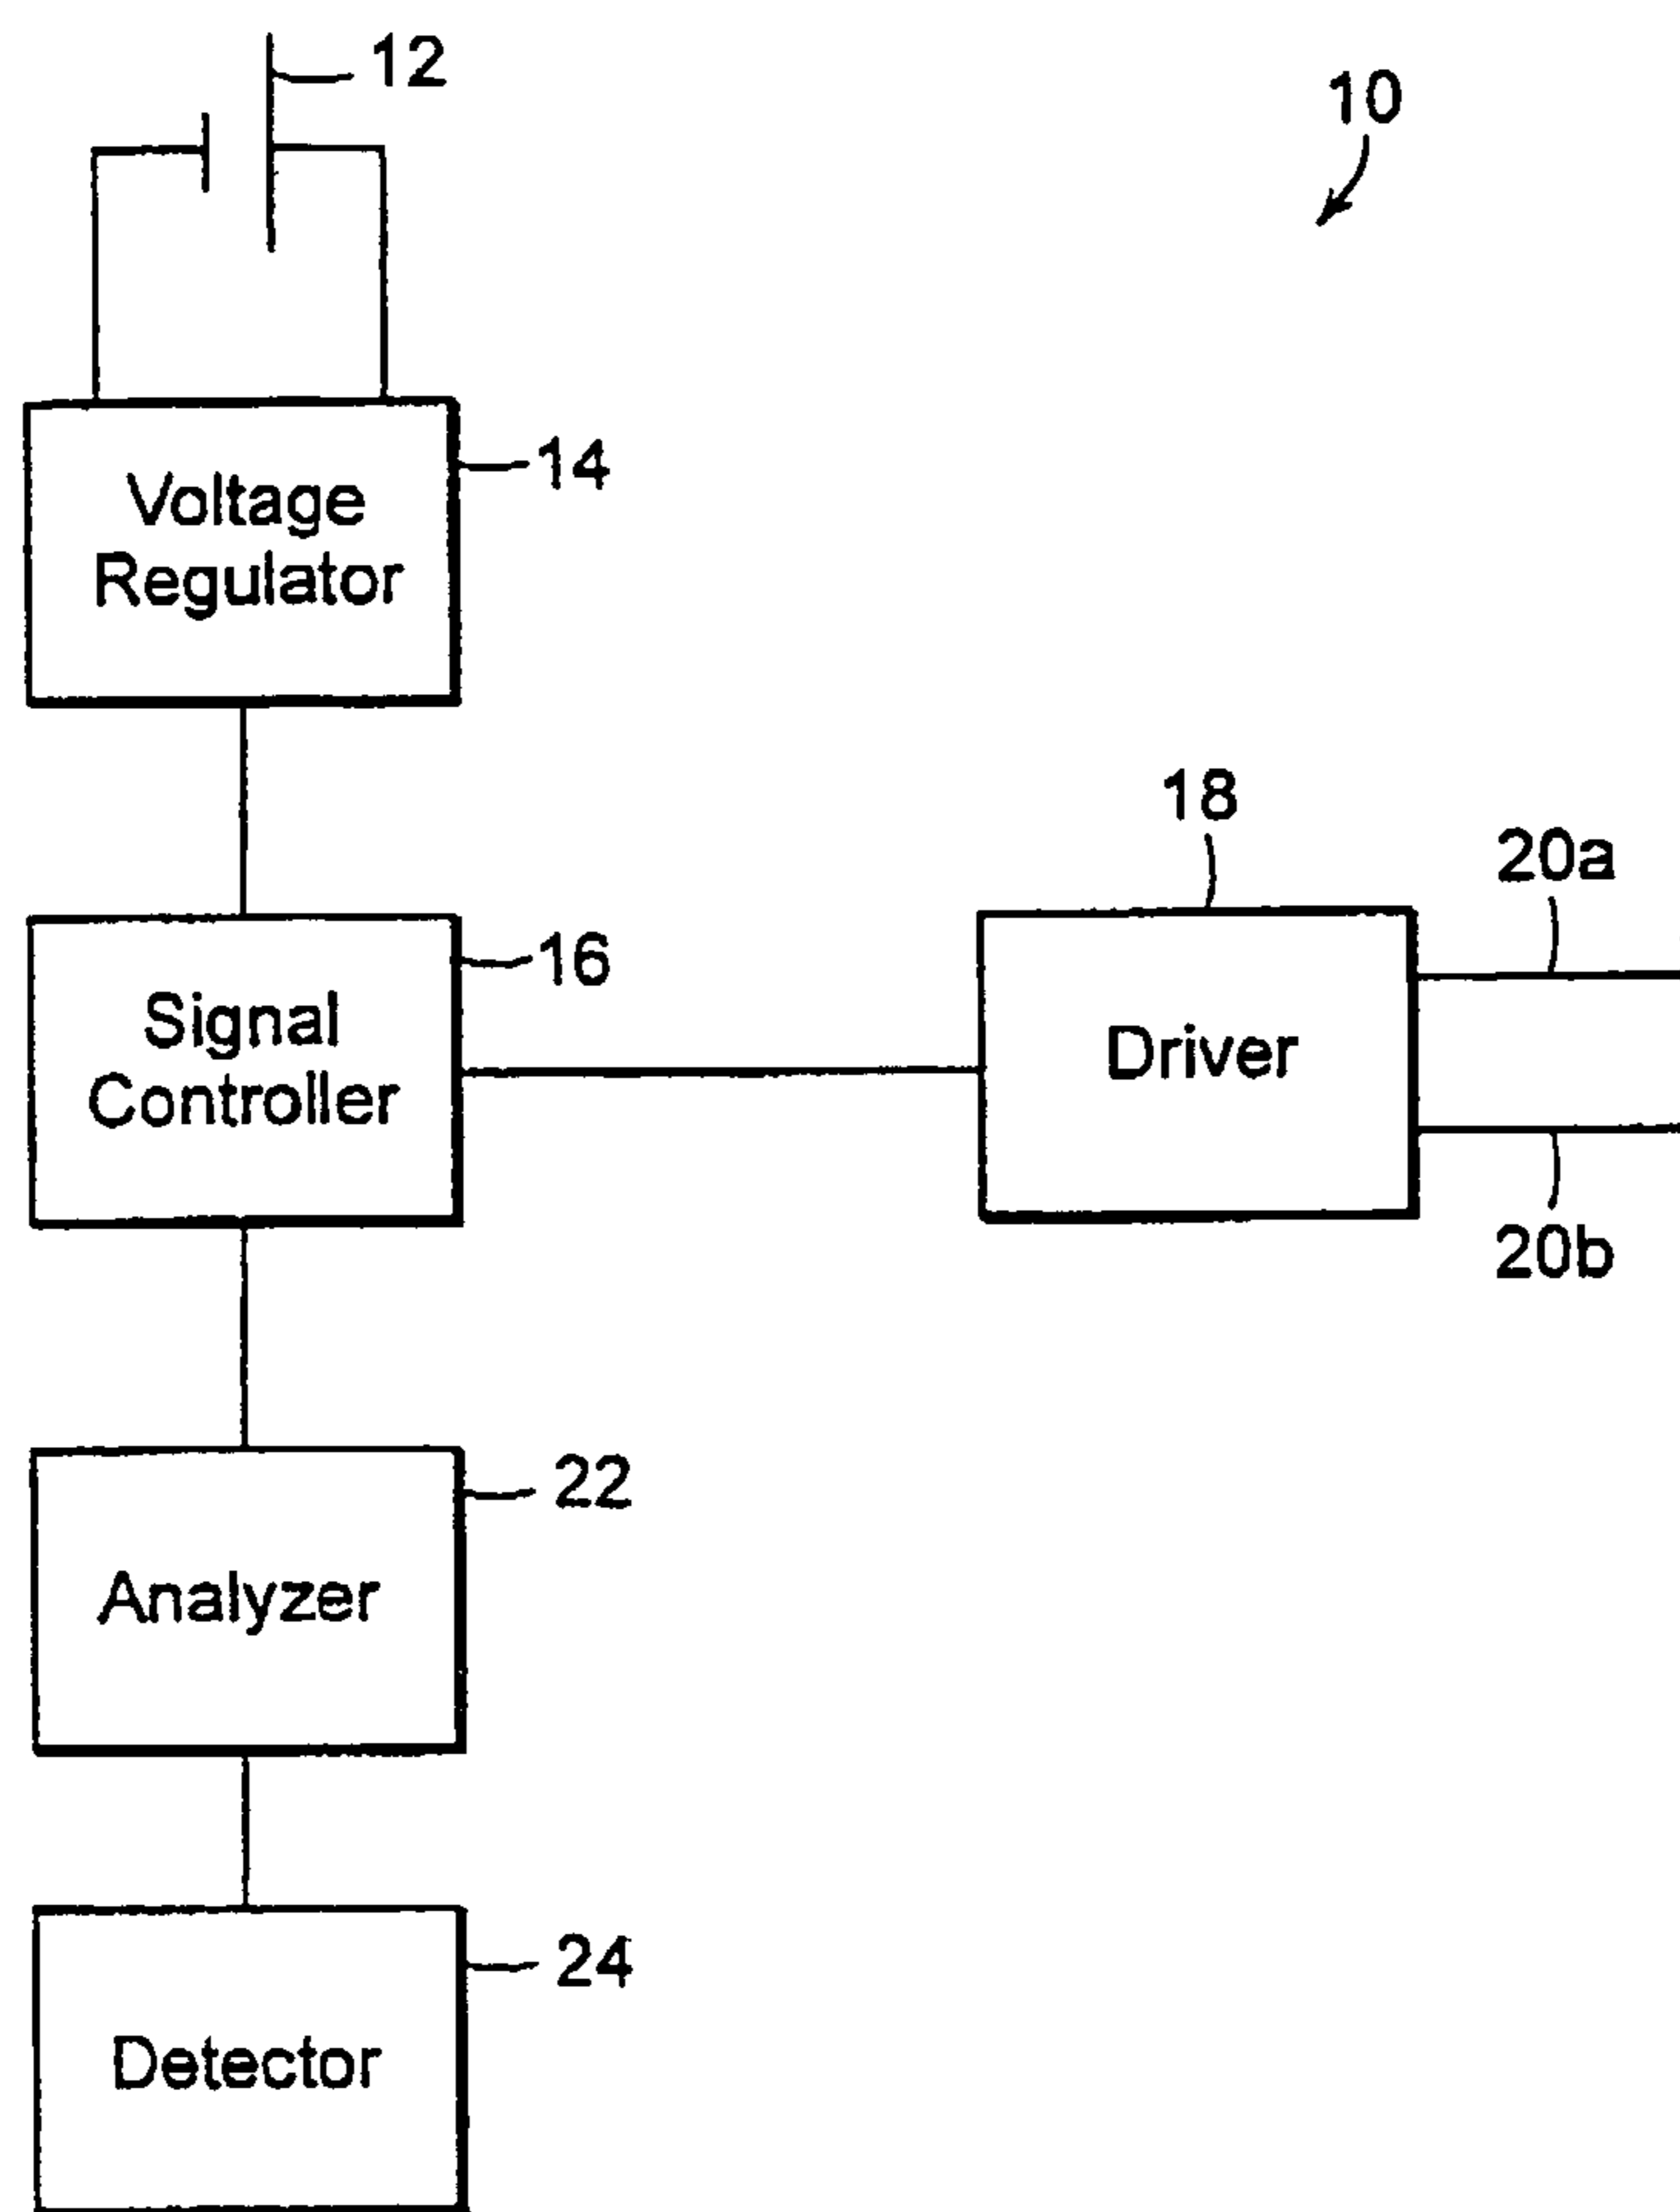 12
10
14
Voltage
Regulator
18
20a
16
Signal
Controller
Driver
20b
22
Analyzer
24
Detector